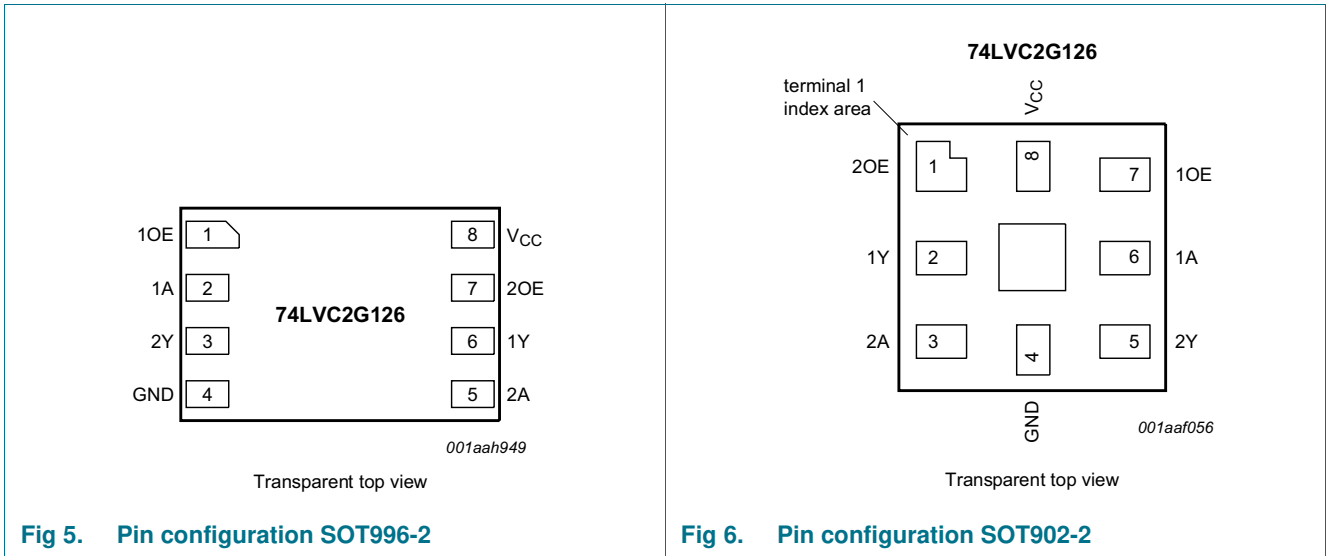 1OE 1 8 VCC
1A 2 7 2OE
74LVC2G126
2Y 3 6 1Y
GND 4 5 2A
001aah949
Transparent top view
Fig 5. Pin configuration SOT996-2
74LVC2G126
terminal 1
index area
VCC
2OE 1 8 7 1OE
1Y 2 6 1A
2A 3 4 5 2Y
GND
001aaf056
Transparent top view
Fig 6. Pin configuration SOT902-2